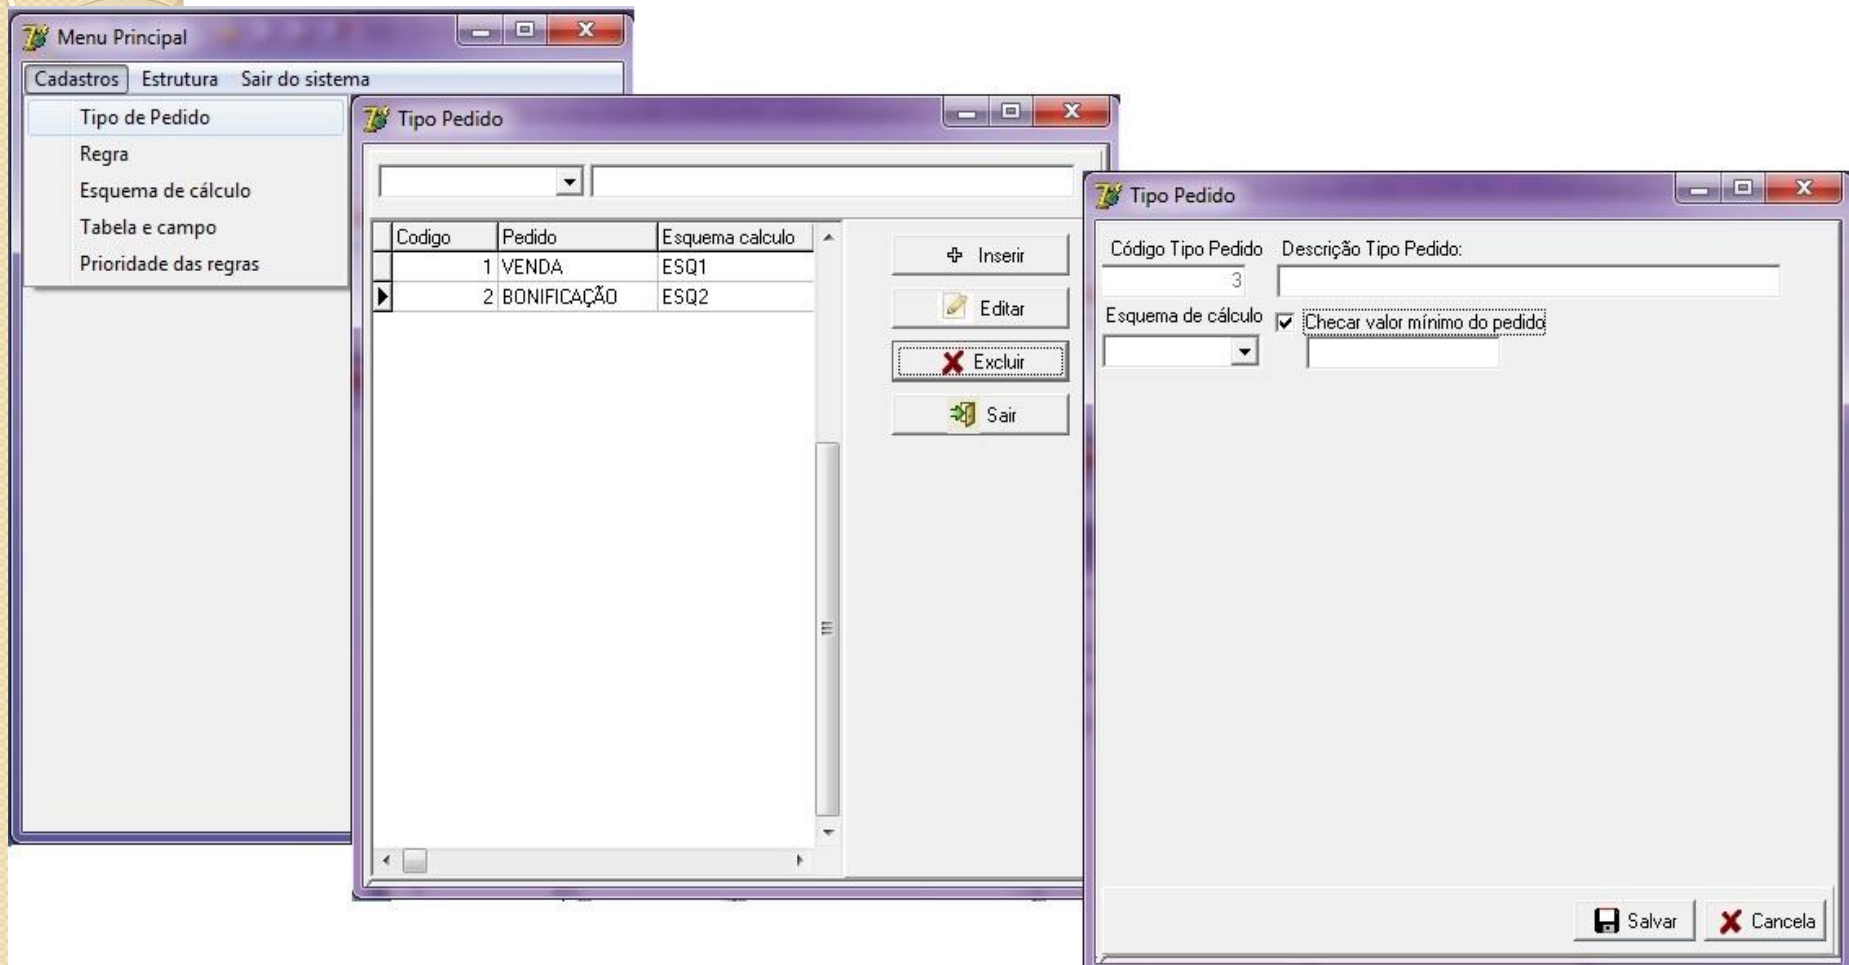 Menu Principal
Cadastros Estrutura Sair do sistema
Tipo de Pedido
Regra
Esquema de cálculo
Tabela e campo
Prioridade das regras
Tipo Pedido
Codigo Pedido Esquema calculo
1 VENDA ESQ1
2 BONIFICAÇÃO ESQ2
Inserir
Editar
Excluir
Sair
Tipo Pedido
Código Tipo Pedido Descrição Tipo Pedido:
3
Esquema de cálculo Checar valor mínimo do pedido
Salvar Cancela